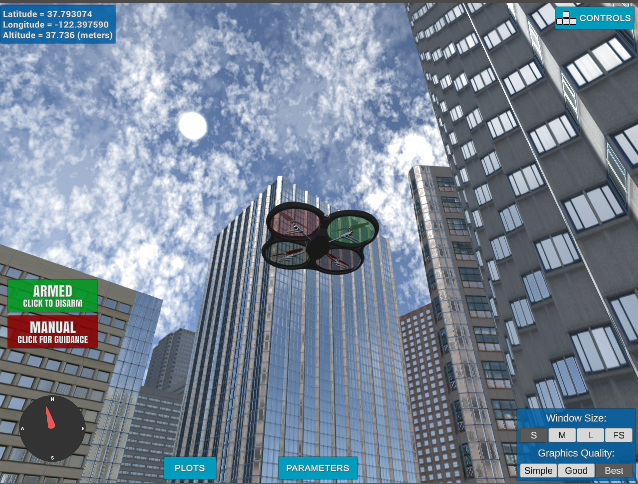 Latitude = 37.793074
Longitude = -122.397590
Altitude = 37.736 (meters)
CONTROLS
ARMED
CLICK TO DISARM
MANUAL
CLICK FOR GUIDANCE
N
S
PLOTS
PARAMETERS
Window Size:
S M L FS
Graphics Quality:
Simple Good Best